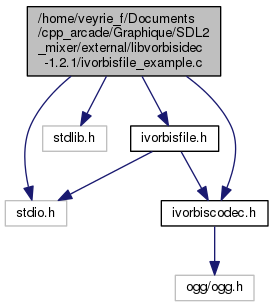 /home/veyrie_f/Documents
/cpp_arcade/Graphique/SDL2
_mixer/external/libvorbisidec
-1.2.1/ivorbisfile_example.c
stdlib.h
ivorbisfile.h
stdio.h
ivorbiscodec.h
ogg/ogg.h